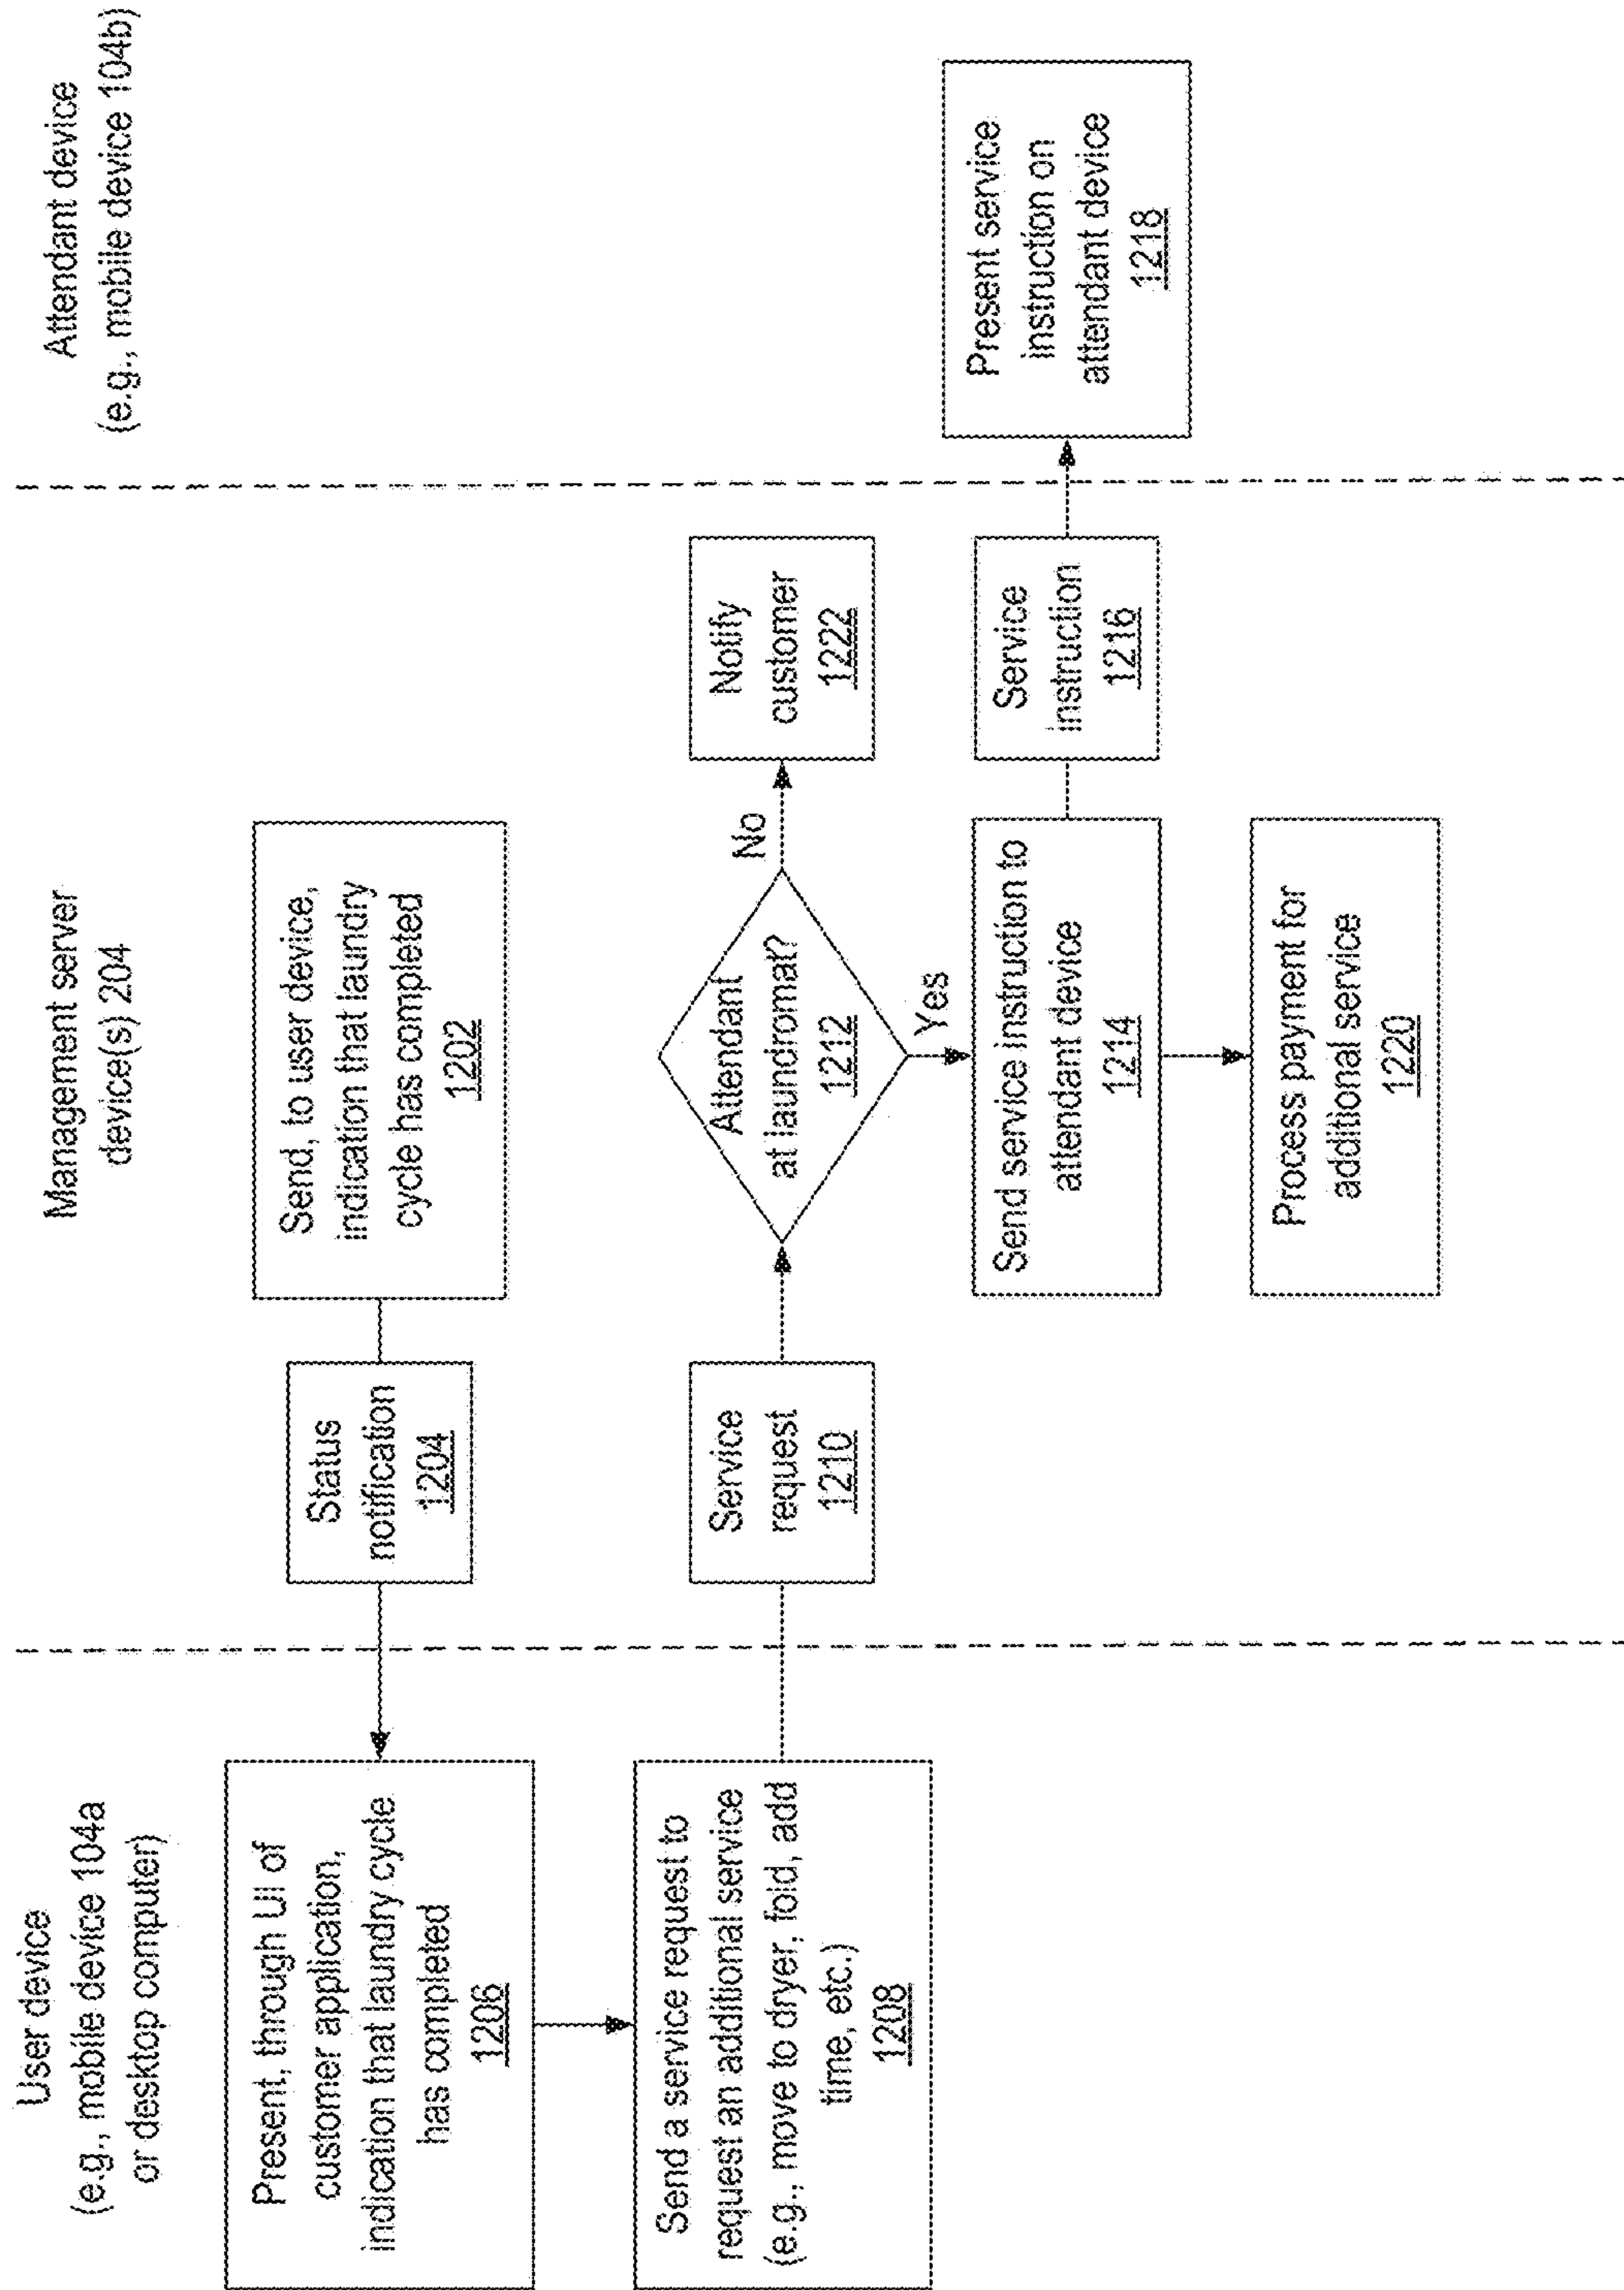 User device
(e.g., mobile device 104a
or desktop computer)
Management server
device(s) 204
Attendant device
(e.g., mobile device 104b)
Send, to user device,
indication that laundry
cycle has completed
1202
Status
notification
1204
Present, through UI of
customer application,
indication that laundry cycle
has completed
1206
Send a service request to
request an additional service
(e.g., move to dryer, fold, add
time, etc.)
1208
Service
request
1210
Attendant
at laundromat?
1212
No
Notify
customer
1222
Yes
Send service instruction to
attendant device
1214
Service
instruction
1216
Present service
instruction on
attendant device
1218
Process payment for
additional service
1220